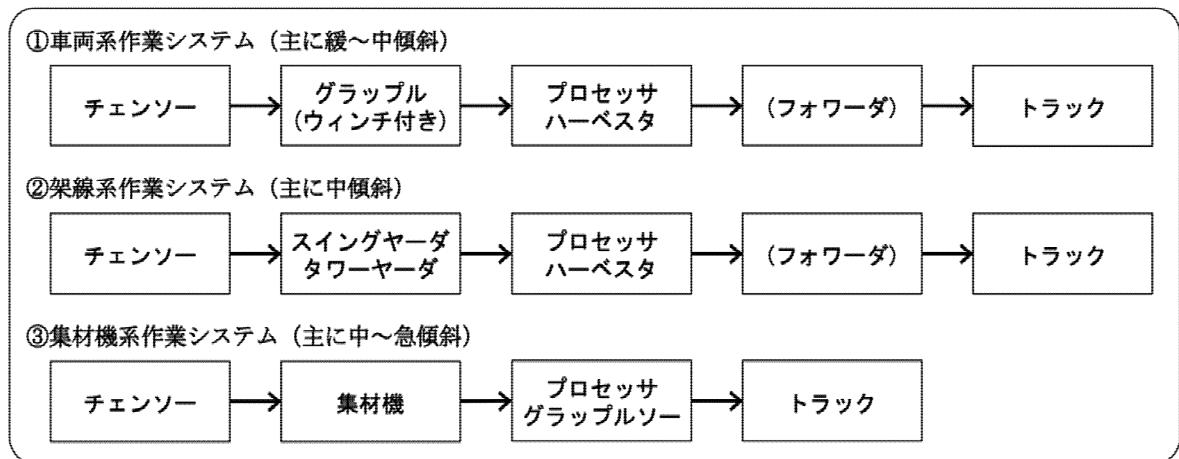 ①車両系作業システム（主に緩～中傾斜）
チェンソー
グラップル
(ウィンチ付き)
プロセッサ
ハーベスタ
(フォワーダ)
トラック
②架線系作業システム（主に中傾斜）
チェンソー
スイングヤーダ
タワーヤーダ
プロセッサ
ハーベスタ
(フォワーダ)
トラック
③集材機系作業システム（主に中～急傾斜）
チェンソー
集材機
プロセッサ
グラップルソー
トラック